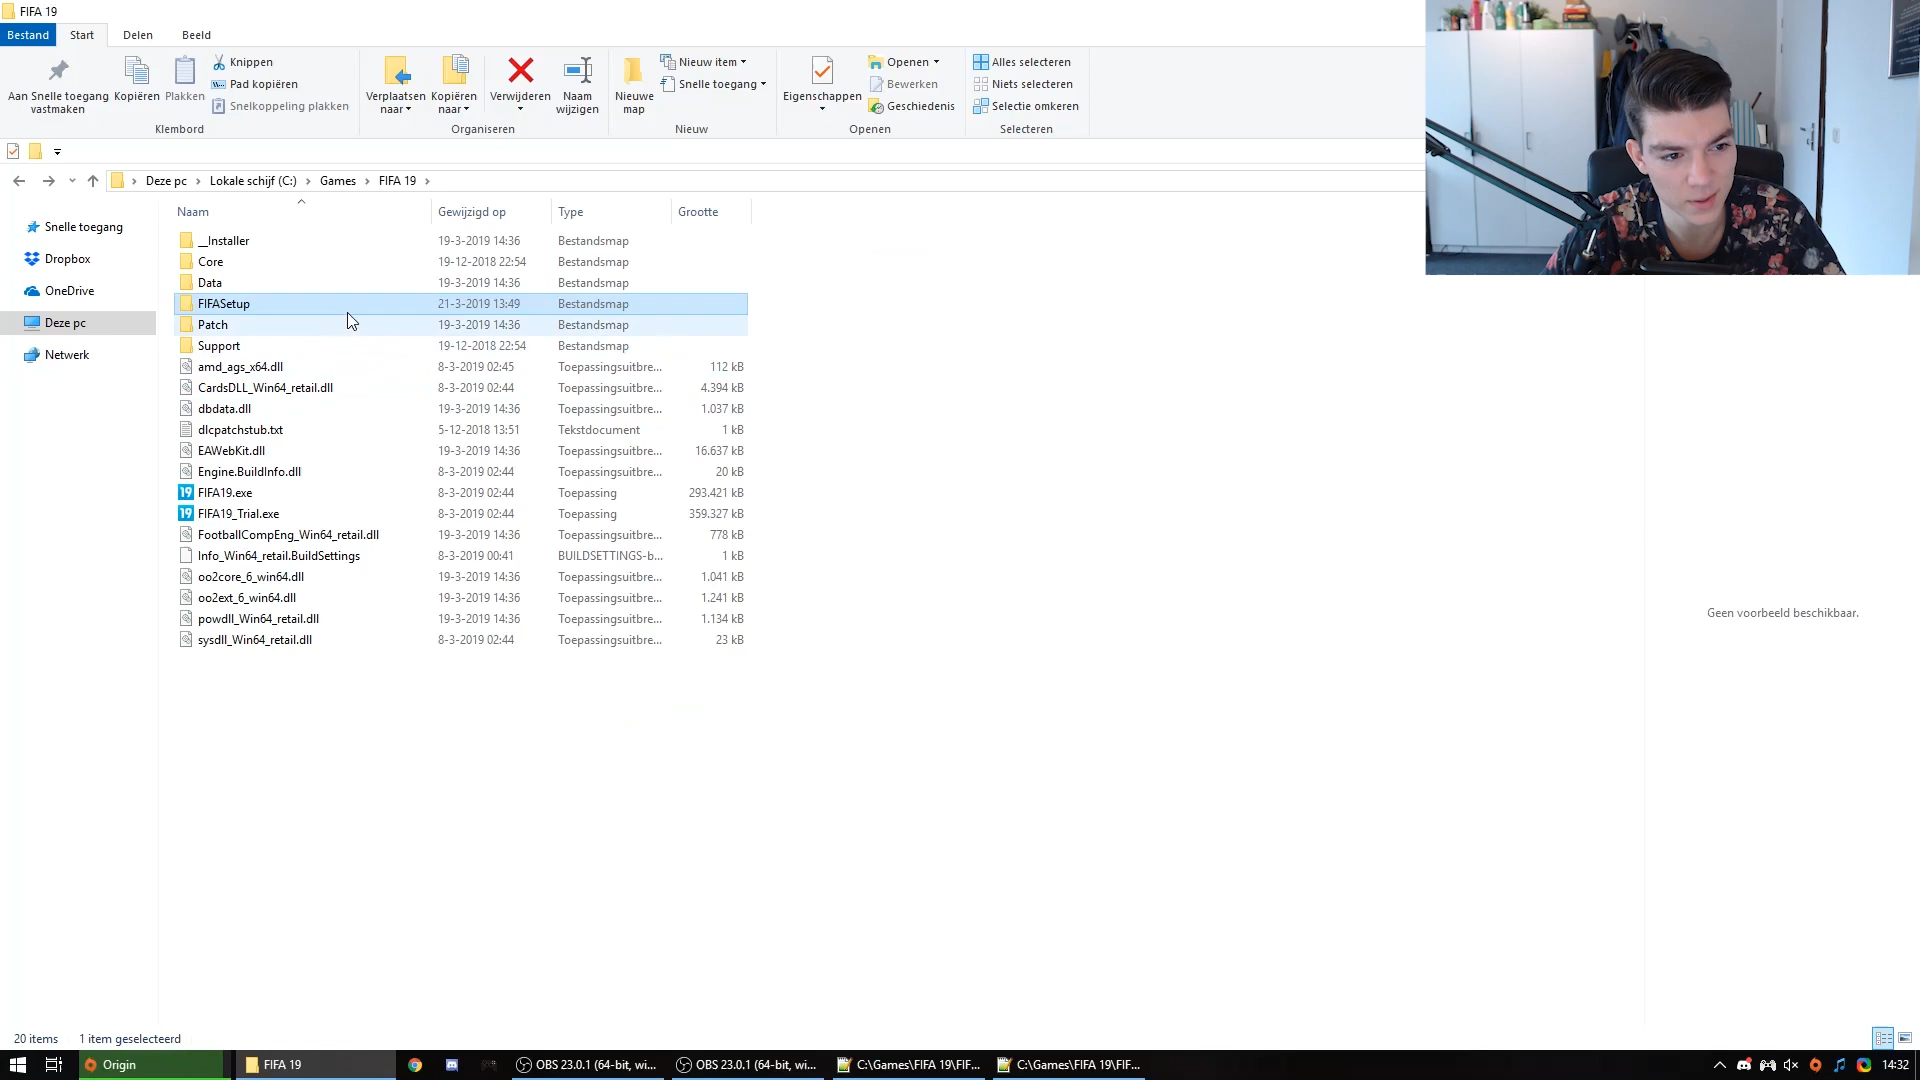 FIFA 19
Bestand Start Delen Beeld
Aan Snelle toegang vastmaken
Kopiëren
Plakken
Knippen
Pad kopiëren
Snelkoppeling plakken
Klembord
Verplaatsen naar
Kopiëren naar
Verwijderen
Naam wijzigen
Organiseren
Nieuwe map
Nieuw item
Snelle toegang
Nieuw
Eigenschappen
Openen
Bewerken
Geschiedenis
Openen
Alles selecteren
Niets selecteren
Selectie omkeren
Selecteren
Deze pc Lokale schijf (C:) Games FIFA 19
Snelle toegang
Dropbox
OneDrive
Deze pc
Netwerk
Naam Gewijzigd op Type Grootte
__Installer 19-3-2019 14:36 Bestandsmap
Core 19-12-2018 22:54 Bestandsmap
Data 19-3-2019 14:36 Bestandsmap
FIFASetup 21-3-2019 13:49 Bestandsmap
Patch 19-3-2019 14:36 Bestandsmap
Support 19-12-2018 22:54 Bestandsmap
amd_ags_x64.dll 8-3-2019 02:45 Toepassingsuitbre... 112 kB
CardsDLL_Win64_retail.dll 8-3-2019 02:44 Toepassingsuitbre... 4.394 kB
dbdata.dll 19-3-2019 14:36 Toepassingsuitbre... 1.037 kB
dlcpatchstub.txt 5-12-2018 13:51 Tekstdocument 1 kB
EAWebKit.dll 19-3-2019 14:36 Toepassingsuitbre... 16.637 kB
Engine.BuildInfo.dll 8-3-2019 02:44 Toepassingsuitbre... 20 kB
19 FIFA19.exe 8-3-2019 02:44 Toepassing 293.421 kB
19 FIFA19_Trial.exe 8-3-2019 02:44 Toepassing 359.327 kB
FootballCompEng_Win64_retail.dll 19-3-2019 14:36 Toepassingsuitbre... 778 kB
Info_Win64_retail.BuildSettings 8-3-2019 00:41 BUILDSETTINGS-b... 1 kB
oo2core_6_win64.dll 19-3-2019 14:36 Toepassingsuitbre... 1.041 kB
oo2ext_6_win64.dll 19-3-2019 14:36 Toepassingsuitbre... 1.241 kB
powdll_Win64_retail.dll 19-3-2019 14:36 Toepassingsuitbre... 1.134 kB
sysdll_Win64_retail.dll 8-3-2019 02:44 Toepassingsuitbre... 23 kB
Geen voorbeeld beschikbaar.
20 items 1 item geselecteerd
Origin FIFA 19 OBS 23.0.1 (64-bit, wi... OBS 23.0.1 (64-bit, wi... C:\Games\FIFA 19\FIF... C:\Games\FIFA 19\FIF... 14:32